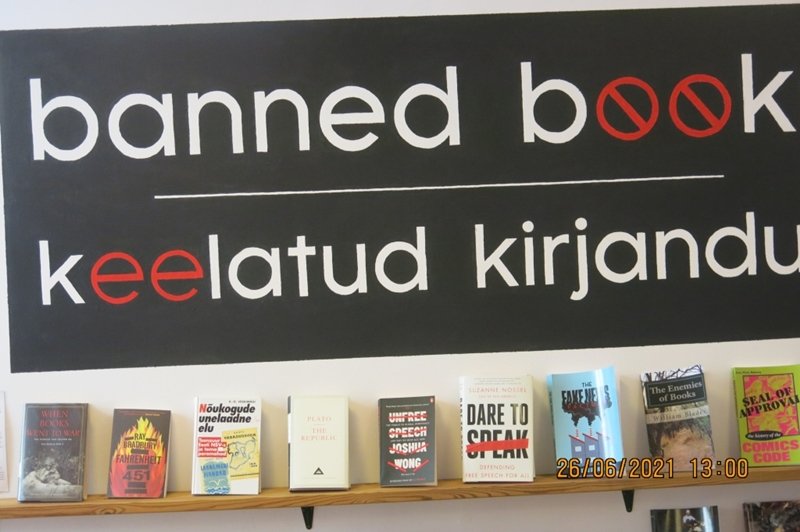 banned book
keelatud kirjandu
WHEN
BOOKS
WENT TO WAR
RAY
BRADBURY
FAHRENHEIT
451
Nõukogude
unelaadne
elu
PLATO
THE
REPUBLIC
UNFREE
SPEECH
JOSHUA
WONG
SUZANNE NOSSEL
DARE TO
SPEAK
DEFENDING
FREE SPEECH FOR ALL
THE
FAKE NEWS
The Enemies
of Books
William Blades
SEAL OF
APPROVAL
the history of the
COMICS
CODE
26/06/2021 13:00